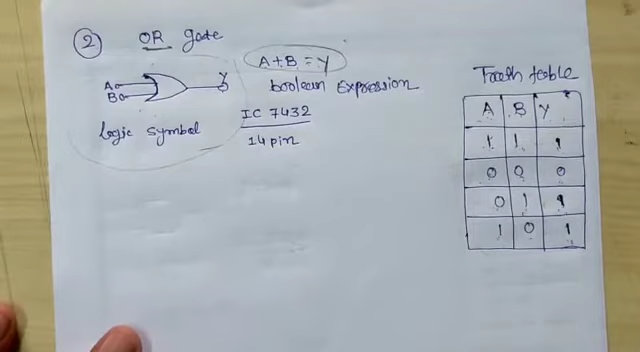 2 OR gate
A+B=Y
boolean Expression
A
B
Y
Logic symbol
IC 7432
14 pin
Truth table
A B Y
1 1 1
0 0 0
0 1 1
1 0 1